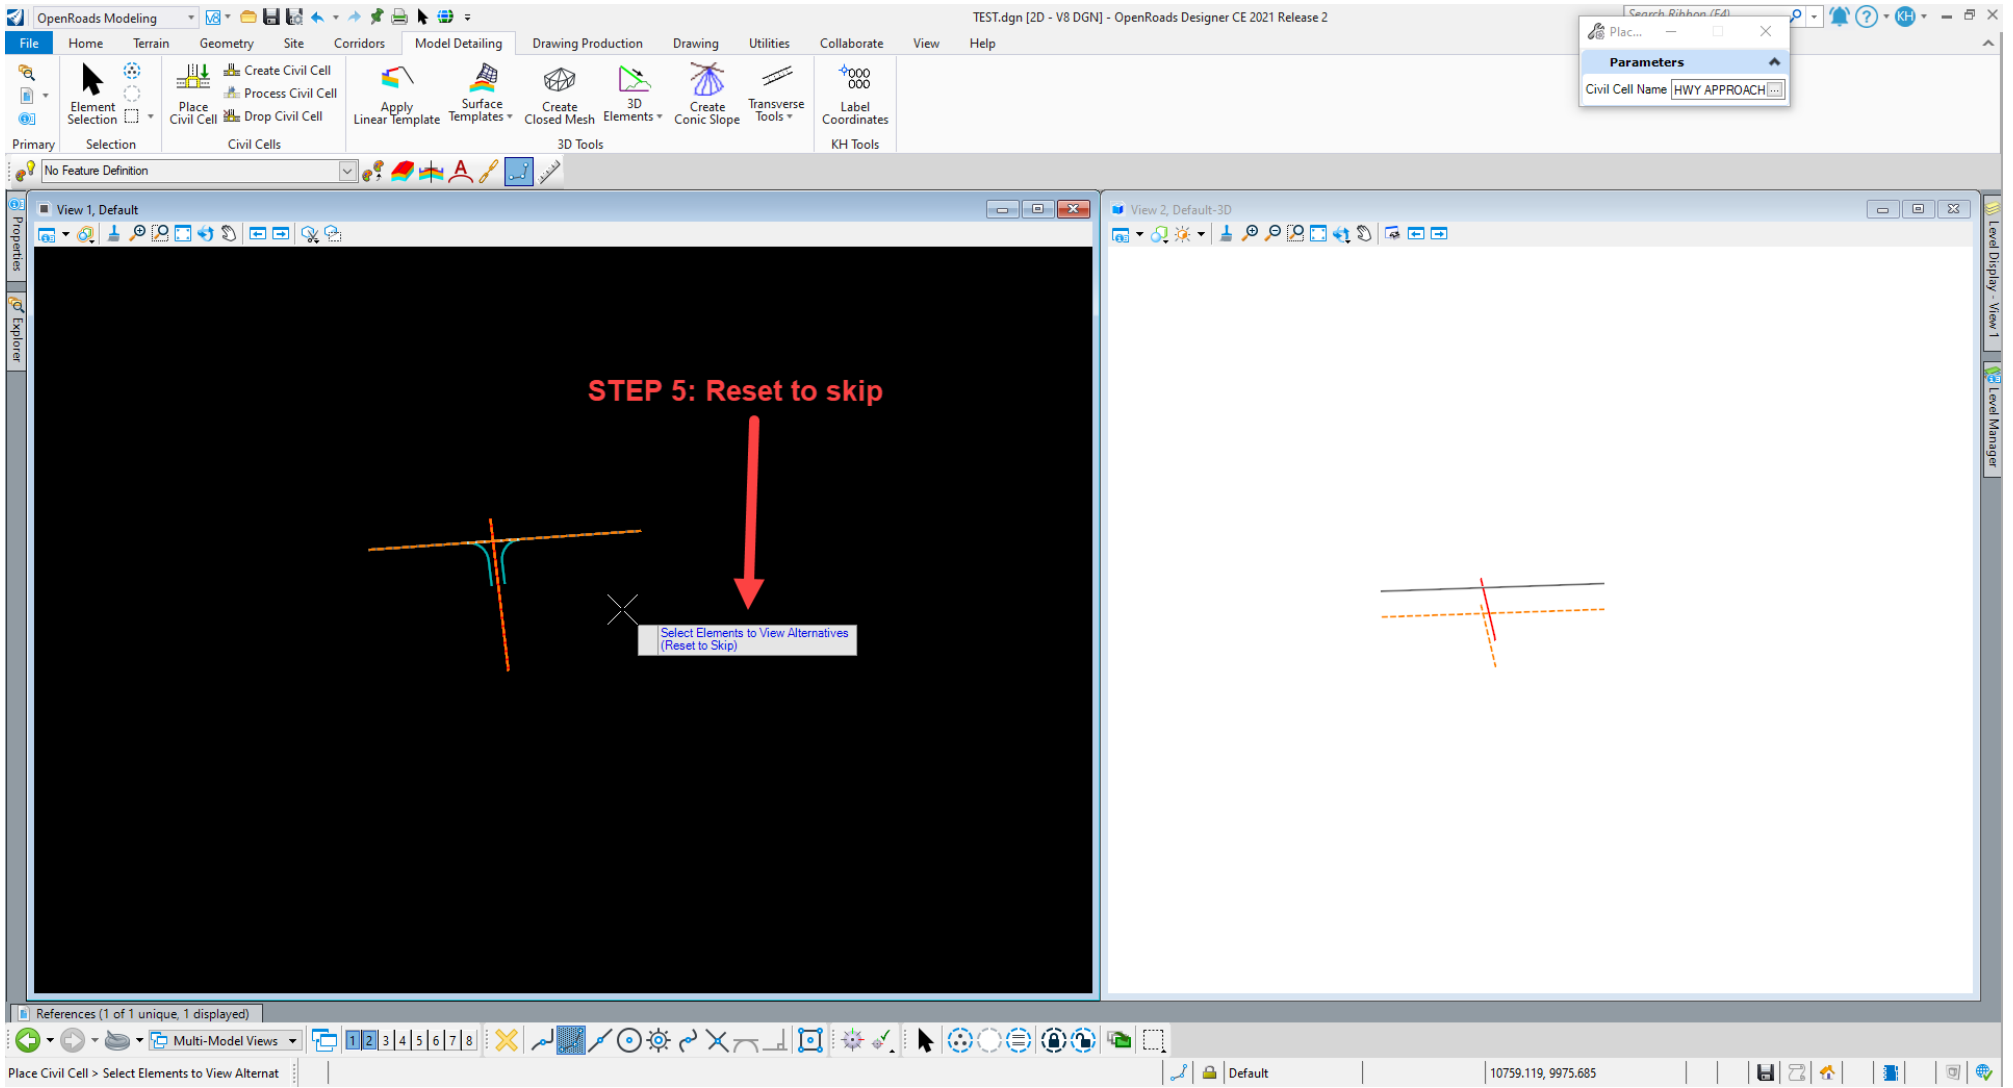 OpenRoads Modeling
TEST.dgn [2D - V8 DGN] - OpenRoads Designer CE 2021 Release 2
Search Ribbon (F4)
KH
File Home Terrain Geometry Site Corridors Model Detailing Drawing Production Drawing Utilities Collaborate View Help
Plac...
Parameters
Civil Cell Name HWY APPROACH ...
Element
Selection
Place
Civil Cell
Create Civil Cell
Process Civil Cell
Drop Civil Cell
Apply
Linear Template
Surface
Templates
Create
Closed Mesh
3D
Elements
Create
Conic Slope
Transverse
Tools
Label
Coordinates
Primary Selection Civil Cells 3D Tools KH Tools
No Feature Definition
View 1, Default
View 2, Default-3D
Properties
Explorer
Level Display - View 1
Level Manager
STEP 5: Reset to skip
Select Elements to View Alternatives
(Reset to Skip)
References (1 of 1 unique, 1 displayed)
Multi-Model Views 1 2 3 4 5 6 7 8
Place Civil Cell > Select Elements to View Alternat
Default
10759.119, 9975.685